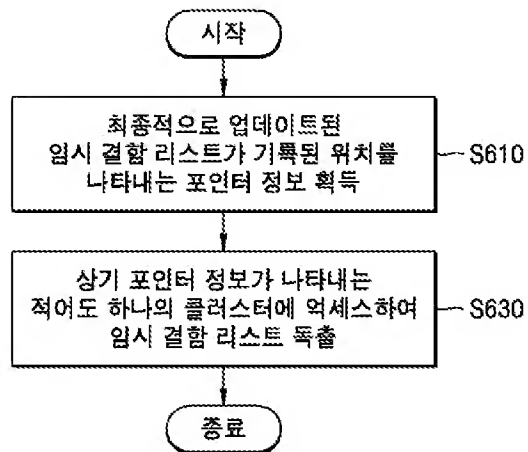 시작
최종적으로 업데이트된
임시 결함 리스트가 기록된 위치를
나타내는 포인터 정보 획득
S610
상기 포인터 정보가 나타내는
적어도 하나의 클러스터에 억세스하여
임시 결함 리스트 독출
S630
종료